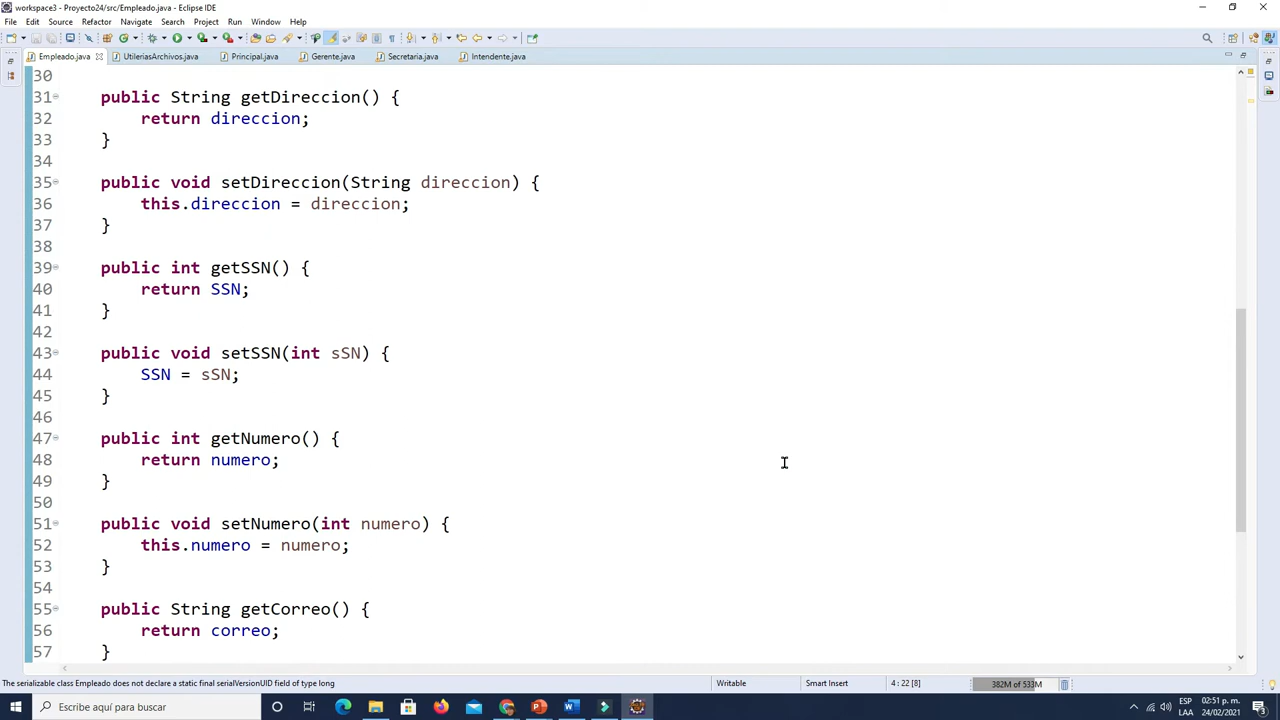 workspace3 - Proyecto24/src/Empleado.java - Eclipse IDE
File Edit Source Refactor Navigate Search Project Run Window Help
Empleado.java UtileriasArchivos.java Principal.java Gerente.java Secretaria.java Intendente.java
30
31 public String getDireccion() {
32 return direccion;
33 }
34
35 public void setDireccion(String direccion) {
36 this.direccion = direccion;
37 }
38
39 public int getSSN() {
40 return SSN;
41 }
42
43 public void setSSN(int sSN) {
44 SSN = sSN;
45 }
46
47 public int getNumero() {
48 return numero;
49 }
50
51 public void setNumero(int numero) {
52 this.numero = numero;
53 }
54
55 public String getCorreo() {
56 return correo;
57 }
The serializable class Empleado does not declare a static final serialVersionUID field of type long Writable Smart Insert 4 : 22 [8] 382M of 533M
Escribe aquí para buscar
ESP 02:51 p. m.
LAA 24/02/2021